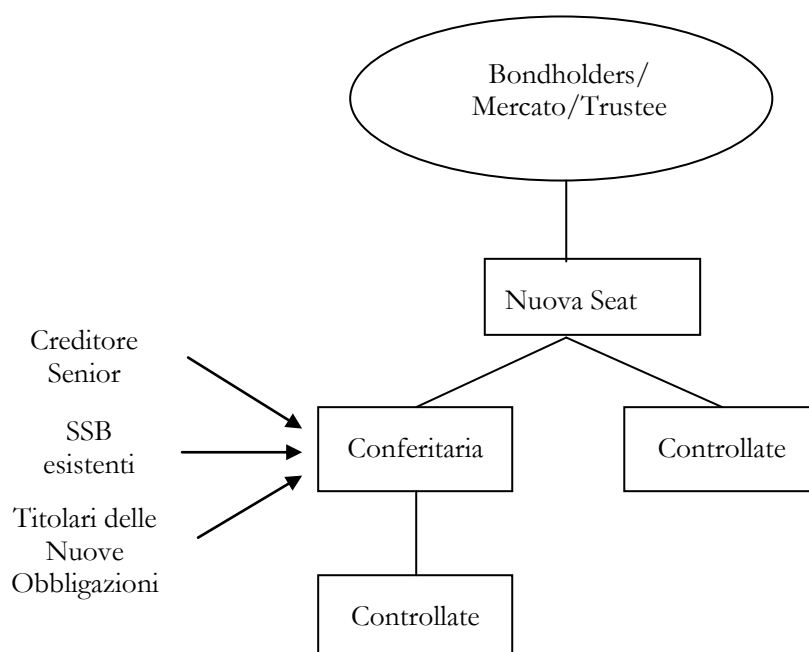 Bondholders/
Mercato/Trustee
Nuova Seat
Creditore
Senior
SSB
esistenti
Titolari delle
Nuove
Obbligazioni
Conferitaria
Controllate
Controllate